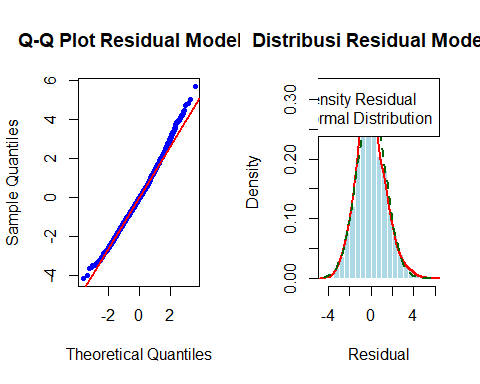 Q-Q Plot Residual Model
Sample Quantiles
6
4
2
0
-2
-4
-2 0 2
Theoretical Quantiles
Distribusi Residual Mode
ensity Residual
rmal Distribution
Density
0.30
0.20
0.10
0.00
-4 0 4
Residual